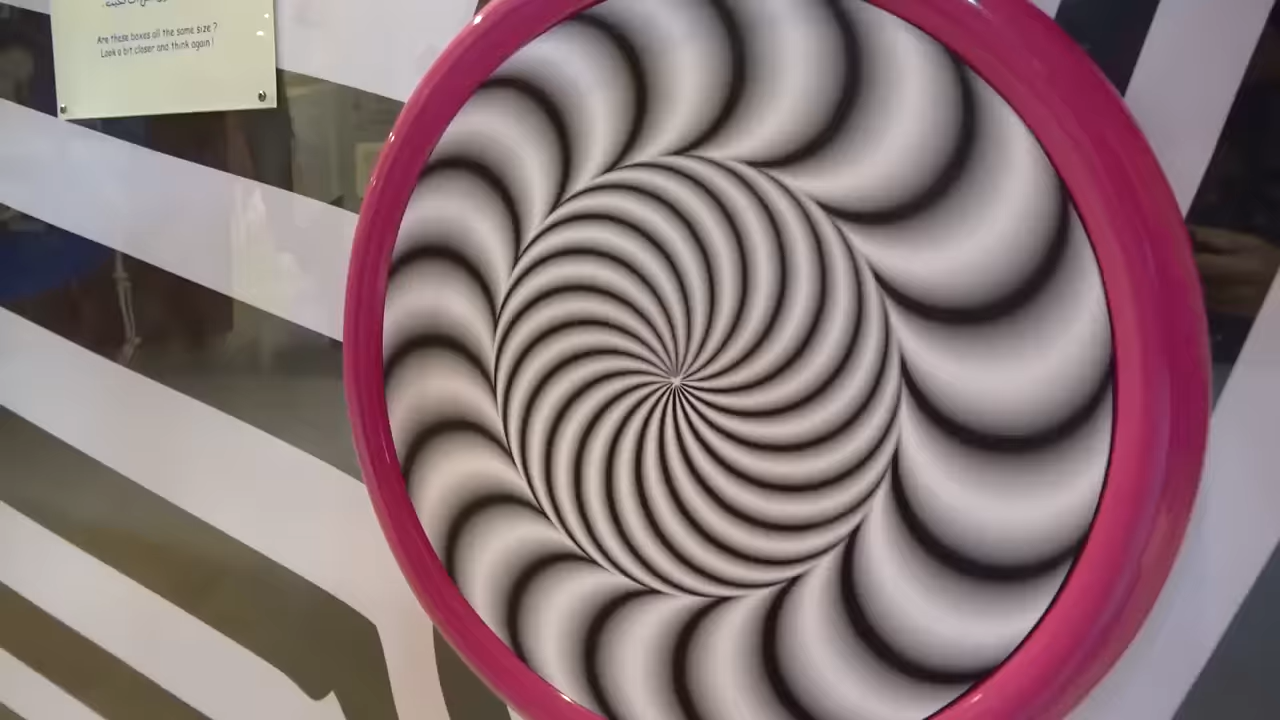 Are these boxes all the same size ?
Look a bit closer and think again !